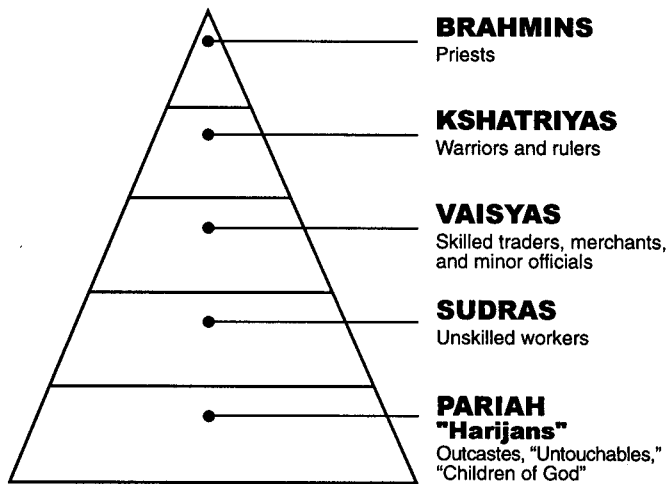 BRAHMINS
Priests
KSHATRIYAS
Warriors and rulers
VAISYAS
Skilled traders, merchants,
and minor officials
SUDRAS
Unskilled workers
PARIAH
"Harijans"
Outcastes, “Untouchables,”
“Children of God”